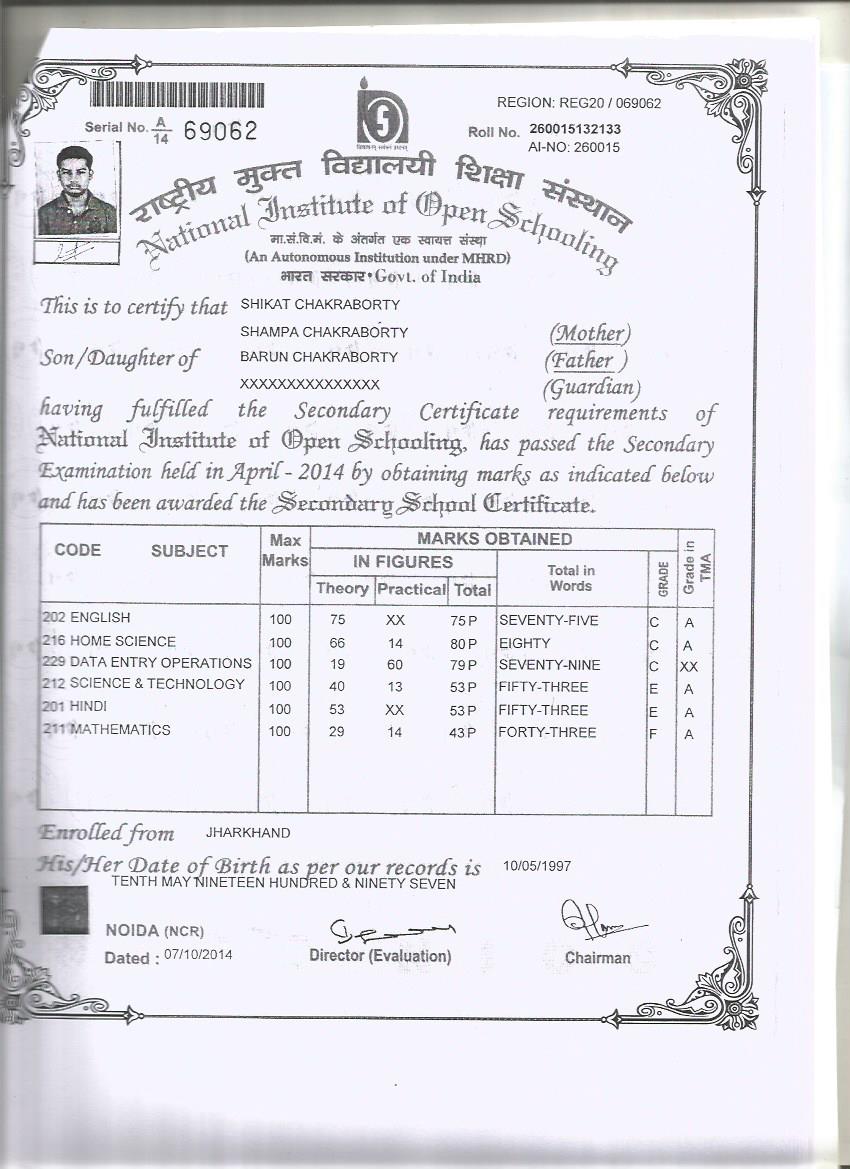 Serial No. A/14 69062
REGION: REG20 / 069062
Roll No. 260015132133
AI-NO: 260015
राष्ट्रीय मुक्त विद्यालयी शिक्षा संस्थान
National Institute of Open Schooling
मा.सं.वि.मं. के अंतर्गत एक स्वायत्त संस्था
(An Autonomous Institution under MHRD)
भारत सरकार • Govt. of India
This is to certify that SHIKAT CHAKRABORTY
SHAMPA CHAKRABORTY (Mother)
Son/Daughter of BARUN CHAKRABORTY (Father )
XXXXXXXXXXXXXXX (Guardian)
having fulfilled the Secondary Certificate requirements of
National Institute of Open Schooling, has passed the Secondary
Examination held in April - 2014 by obtaining marks as indicated below
and has been awarded the Secondary School Certificate.
CODE SUBJECT Max Marks MARKS OBTAINED Grade in TMA
IN FIGURES Total in Words GRADE
Theory Practical Total
202 ENGLISH 100 75 XX 75 P SEVENTY-FIVE C A
216 HOME SCIENCE 100 66 14 80 P EIGHTY C A
229 DATA ENTRY OPERATIONS 100 19 60 79 P SEVENTY-NINE C XX
212 SCIENCE & TECHNOLOGY 100 40 13 53 P FIFTY-THREE E A
201 HINDI 100 53 XX 53 P FIFTY-THREE E A
211 MATHEMATICS 100 29 14 43 P FORTY-THREE F A
Enrolled from JHARKHAND
His/Her Date of Birth as per our records is 10/05/1997
TENTH MAY NINETEEN HUNDRED & NINETY SEVEN
NOIDA (NCR)
Dated : 07/10/2014
Director (Evaluation)
Chairman